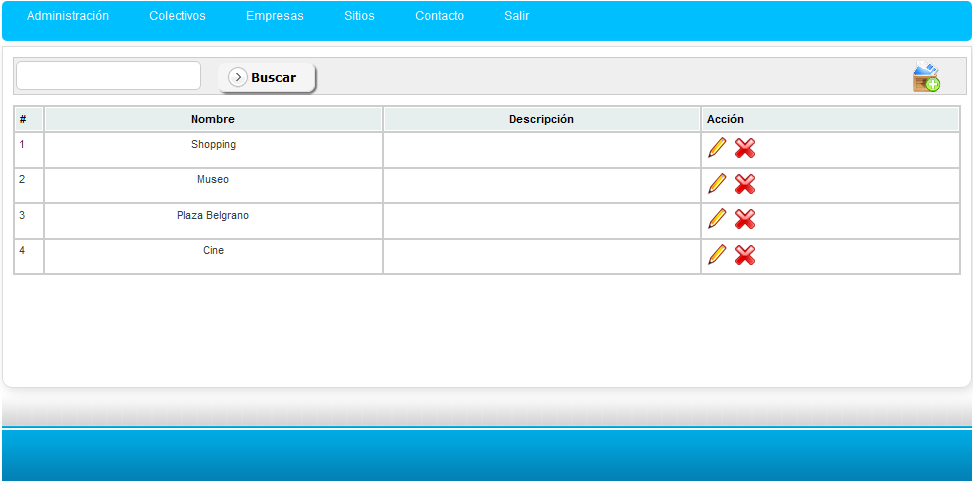 Administración Colectivos Empresas Sitios Contacto Salir
Buscar
# Nombre Descripción Acción
1 Shopping
2 Museo
3 Plaza Belgrano
4 Cine